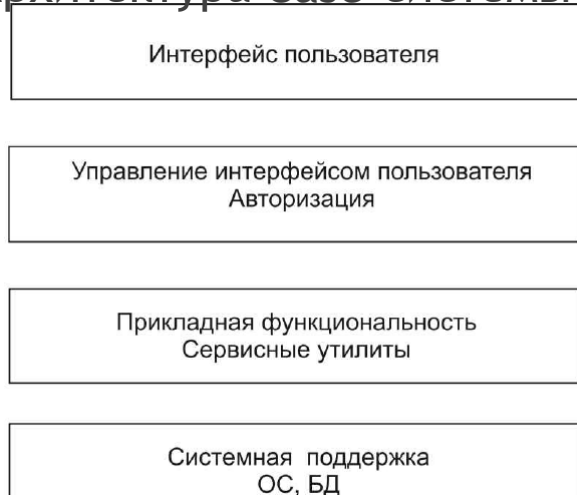 Интерфейс пользователя
Управление интерфейсом пользователя
Авторизация
Прикладная функциональность
Сервисные утилиты
Системная поддержка
ОС, БД